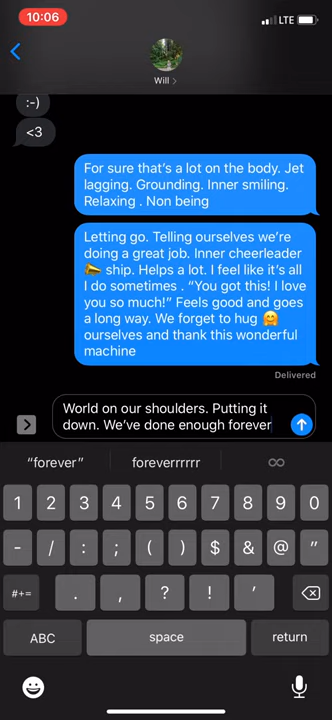 10:06
LTE
Will >
:-)
<3
For sure that's a lot on the body. Jet
lagging. Grounding. Inner smiling.
Relaxing . Non being
Letting go. Telling ourselves we're
doing a great job. Inner cheerleader
📣 ship. Helps a lot. I feel like it's all
I do sometimes . "You got this! I love
you so much!" Feels good and goes
a long way. We forget to hug 🤗
ourselves and thank this wonderful
machine
Delivered
World on our shoulders. Putting it
down. We've done enough forever
"forever" foreverrrrrr ♾
1 2 3 4 5 6 7 8 9 0
- / : ; ( ) $ & @ "
#+= . , ? ! '
ABC space return